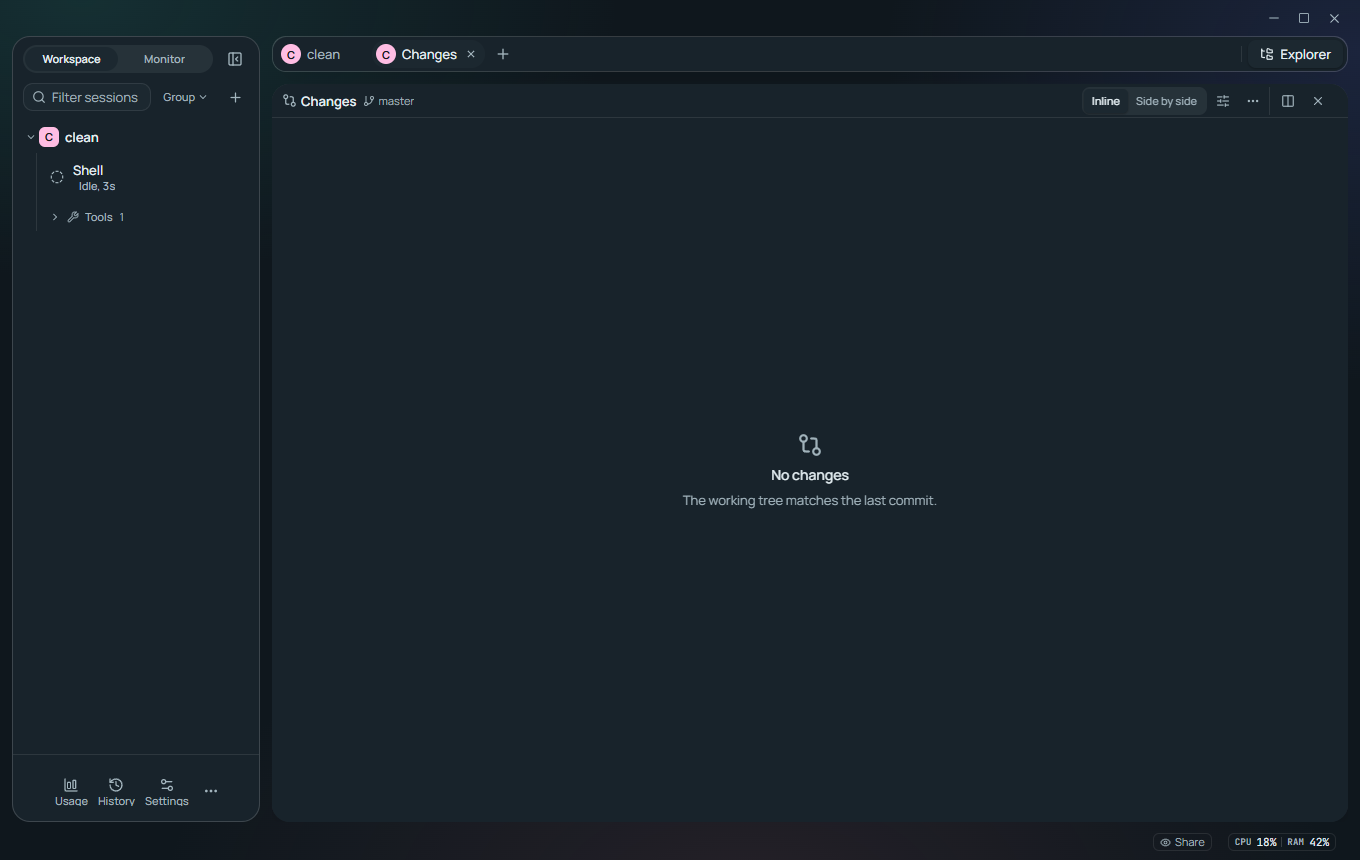 Workspace
Monitor
Filter sessions
Group
C clean
Shell
Idle, 3s
Tools 1
Usage
History
Settings
C clean
C Changes
Explorer
Changes
master
Inline
Side by side
No changes
The working tree matches the last commit.
Share
CPU 18% RAM 42%